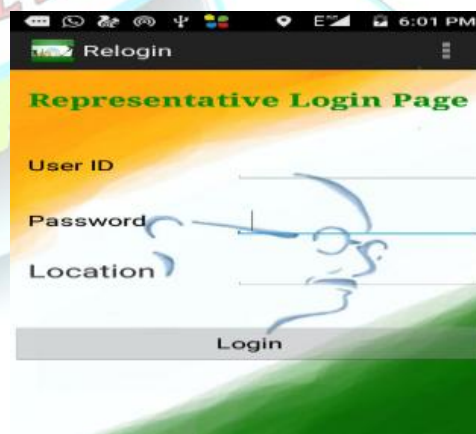 E 6:01 PM
Relogin
Representative Login Page
User ID
Password
Location
Login